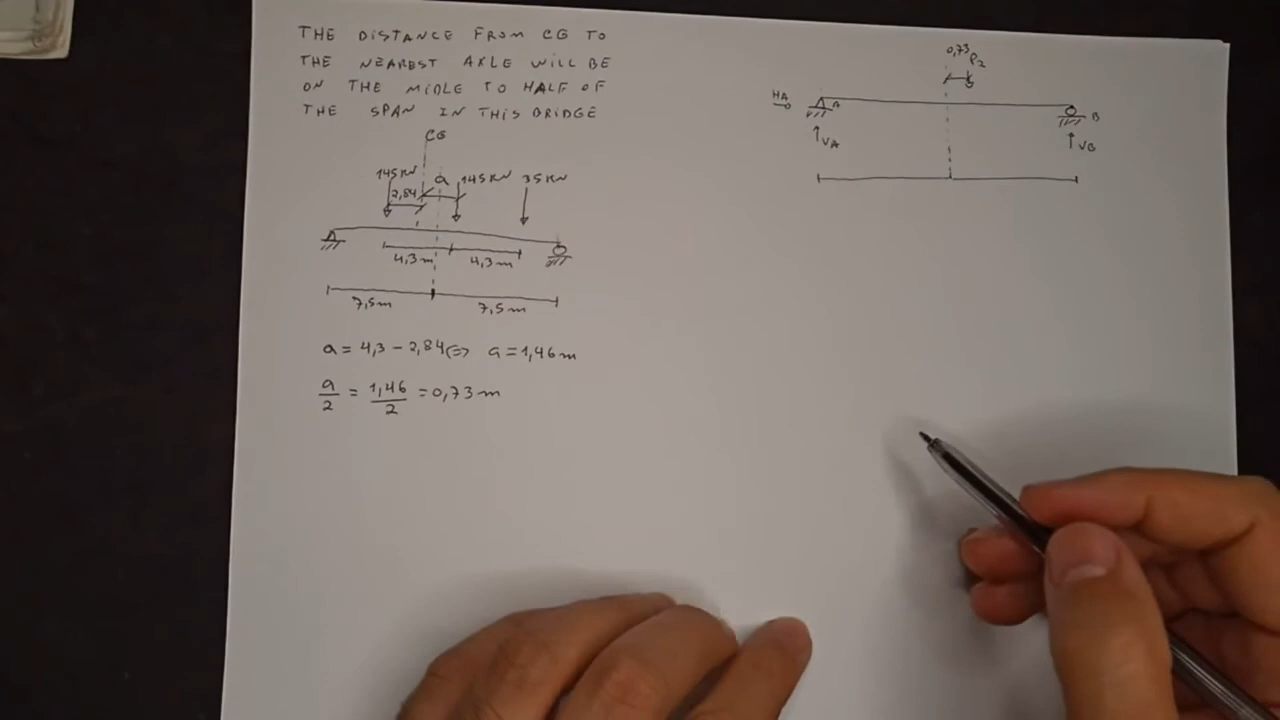 THE DISTANCE FROM CG TO
THE NEAREST AXLE WILL BE
ON THE MIDLE TO HALF OF
THE SPAN IN THIS BRIDGE
CG
145 KN a 145 KN 35 KN
2,84
4,3 m 4,3 m
7,5 m 7,5 m
a = 4,3 - 2,84 <=> a = 1,46 m
a/2 = 1,46/2 = 0,73 m
0,73
P2
HA A B
VA VB